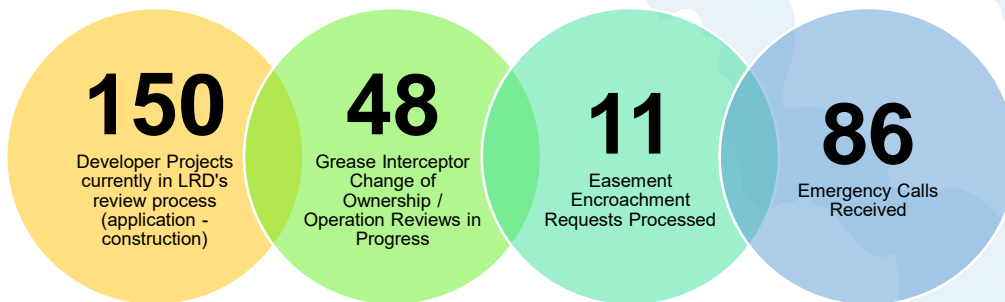 150
Developer Projects
currently in LRD's
review process
(application -
construction)
48
Grease Interceptor
Change of
Ownership /
Operation Reviews in
Progress
11
Easement
Encroachment
Requests Processed
86
Emergency Calls
Received